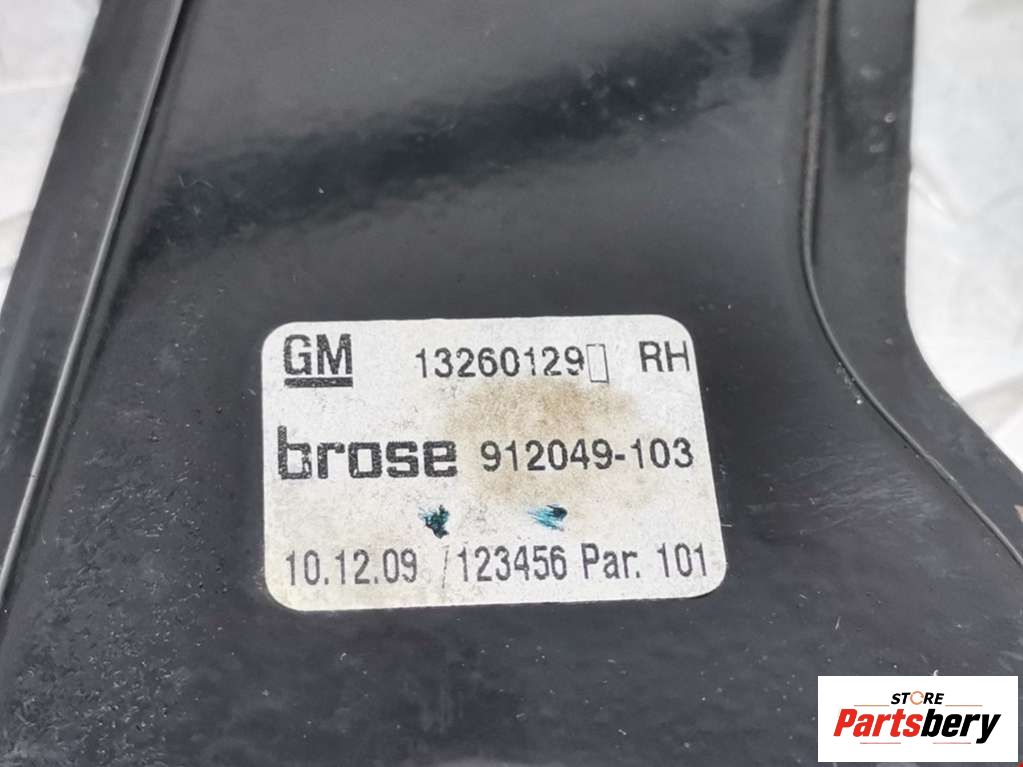 GM 13260129▯ RH
brose 912049-103
10.12.09 /123456 Par. 101
STORE
Partsbery